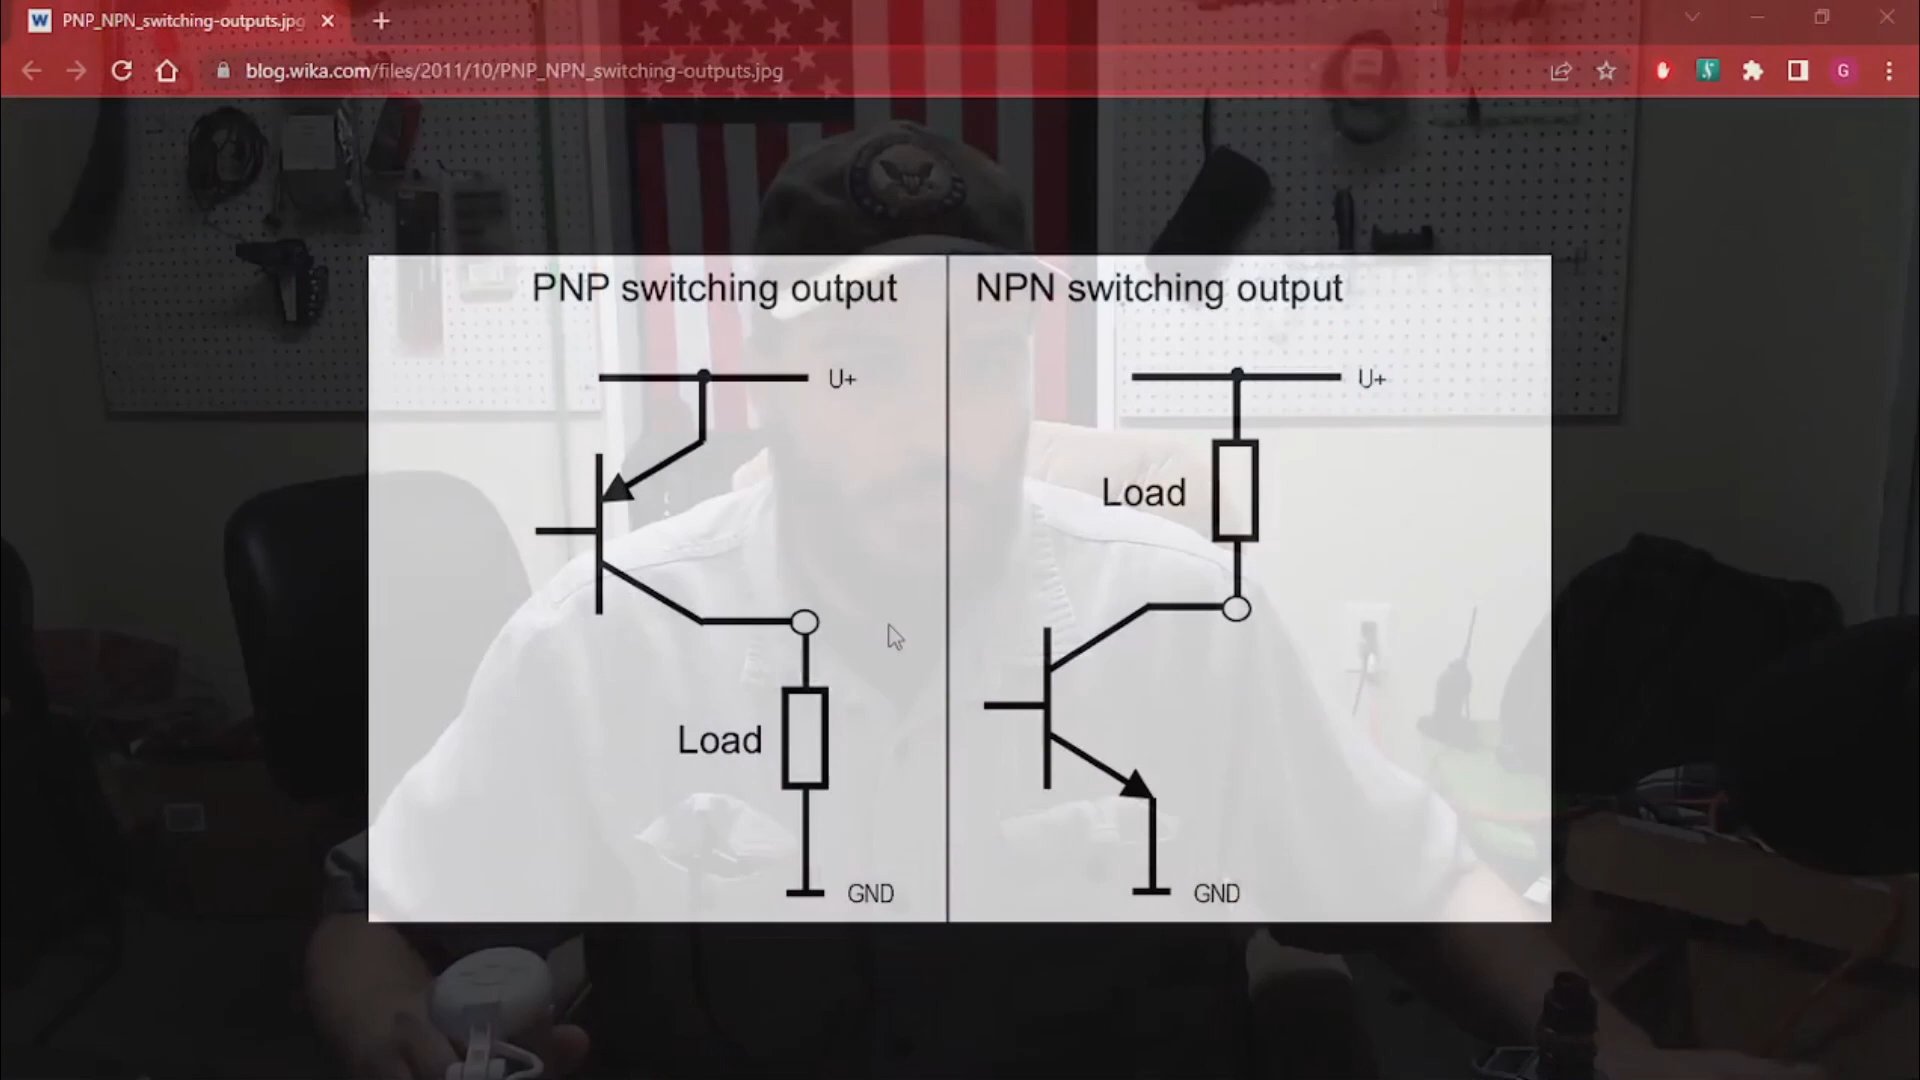 PNP_NPN_switching-outputs.jpg
blog.wika.com/files/2011/10/PNP_NPN_switching-outputs.jpg
G
PNP switching output
NPN switching output
U+
U+
Load
Load
GND
GND